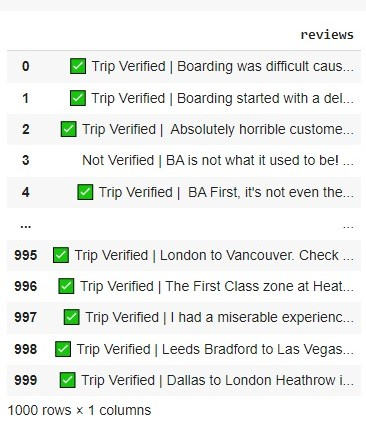 reviews
0 ✅ Trip Verified | Boarding was difficult caus...
1 ✅ Trip Verified | Boarding started with a del...
2 ✅ Trip Verified | Absolutely horrible custome...
3 Not Verified | BA is not what it used to be! ...
4 ✅ Trip Verified | BA First, it's not even the...
... ...
995 ✅ Trip Verified | London to Vancouver. Check ...
996 ✅ Trip Verified | The First Class zone at Heat...
997 ✅ Trip Verified | I had a miserable experienc...
998 ✅ Trip Verified | Leeds Bradford to Las Vegas...
999 ✅ Trip Verified | Dallas to London Heathrow i...
1000 rows × 1 columns